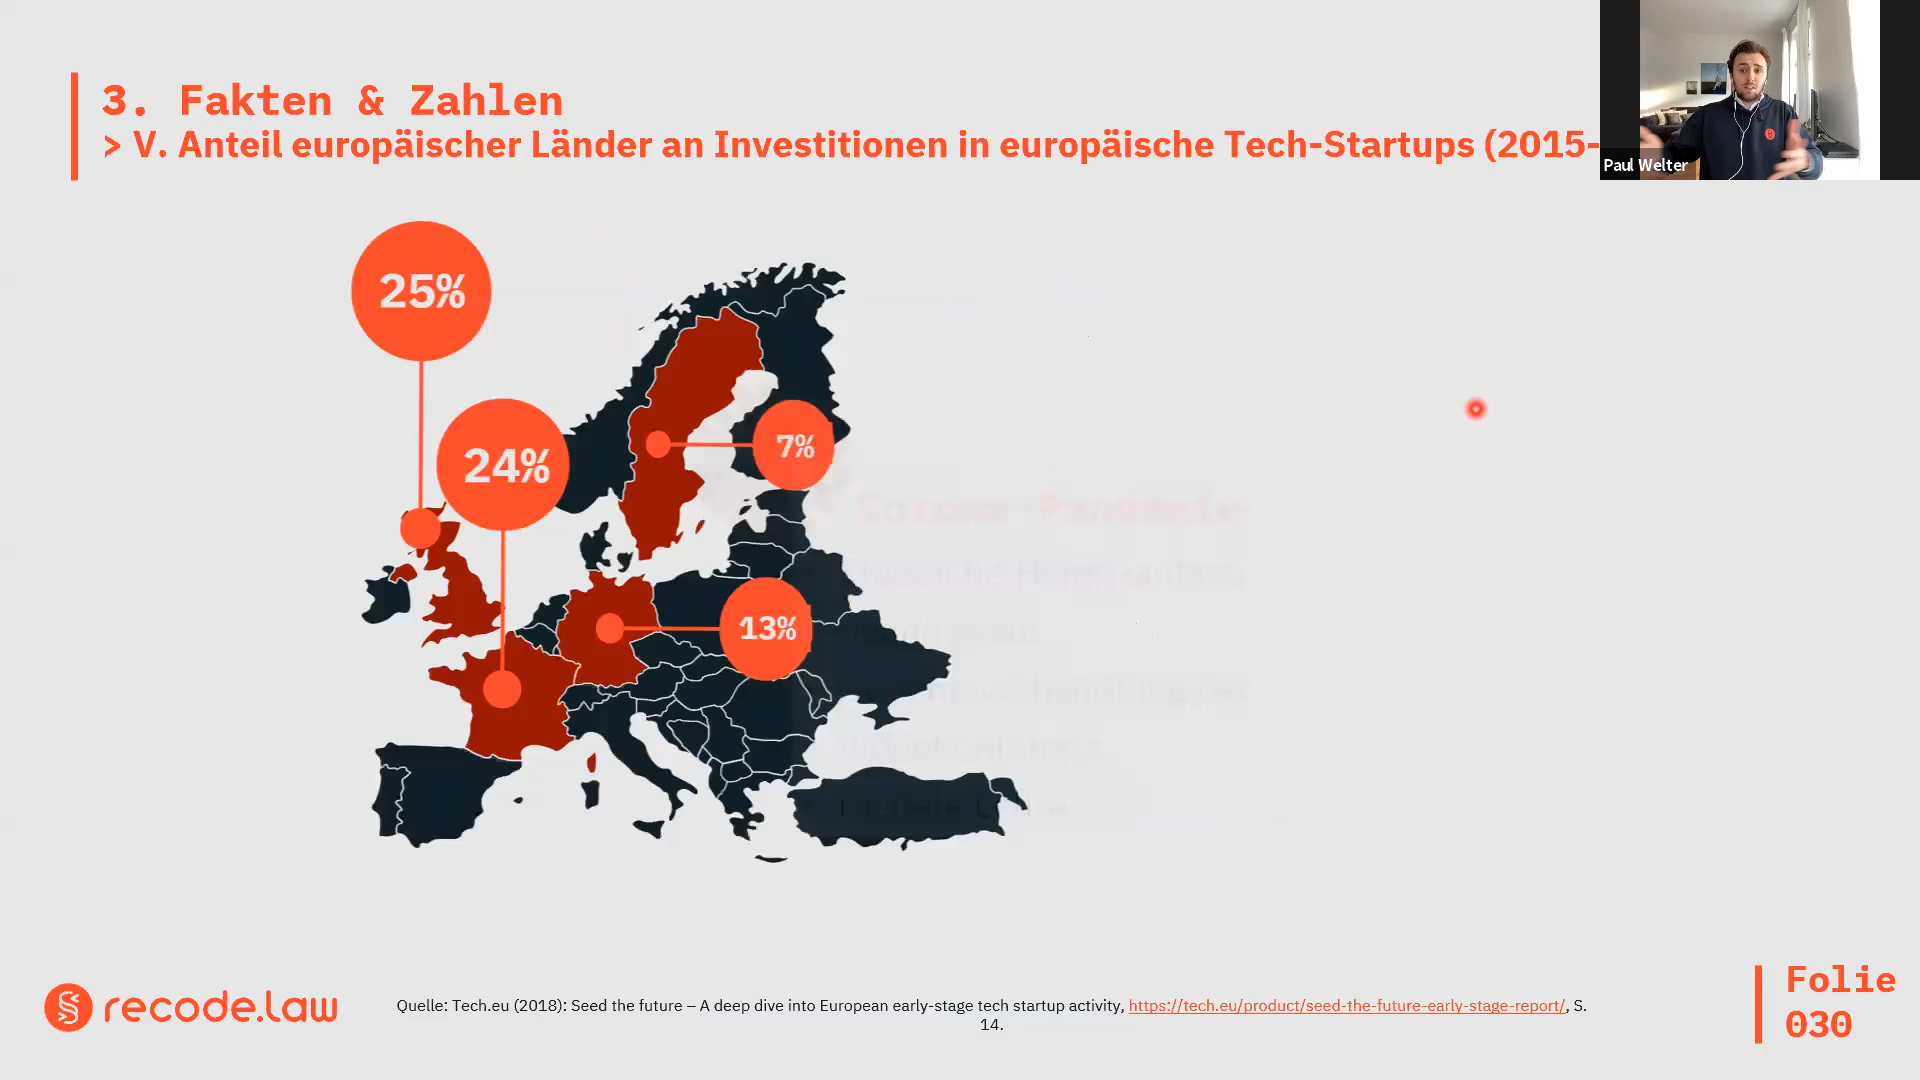 3. Fakten & Zahlen
> V. Anteil europäischer Länder an Investitionen in europäische Tech-Startups (2015-
Paul Welter
25%
24%
7%
Corona-Pandemie
13%
recode.law
Quelle: Tech.eu (2018): Seed the future – A deep dive into European early-stage tech startup activity, https://tech.eu/product/seed-the-future-early-stage-report/, S.
14.
Folie
030